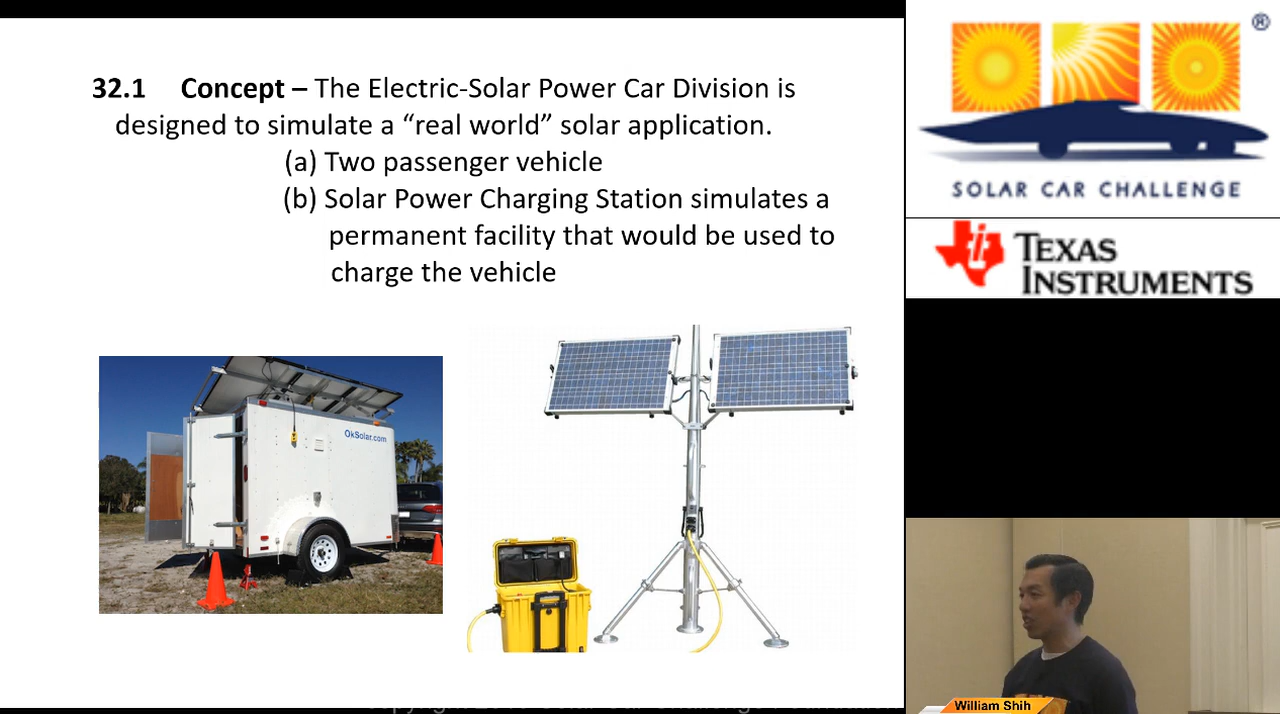 32.1 Concept – The Electric-Solar Power Car Division is
designed to simulate a “real world” solar application.
(a) Two passenger vehicle
(b) Solar Power Charging Station simulates a
permanent facility that would be used to
charge the vehicle
OkSolar.com
®
SOLAR CAR CHALLENGE
TEXAS
INSTRUMENTS
William Shih